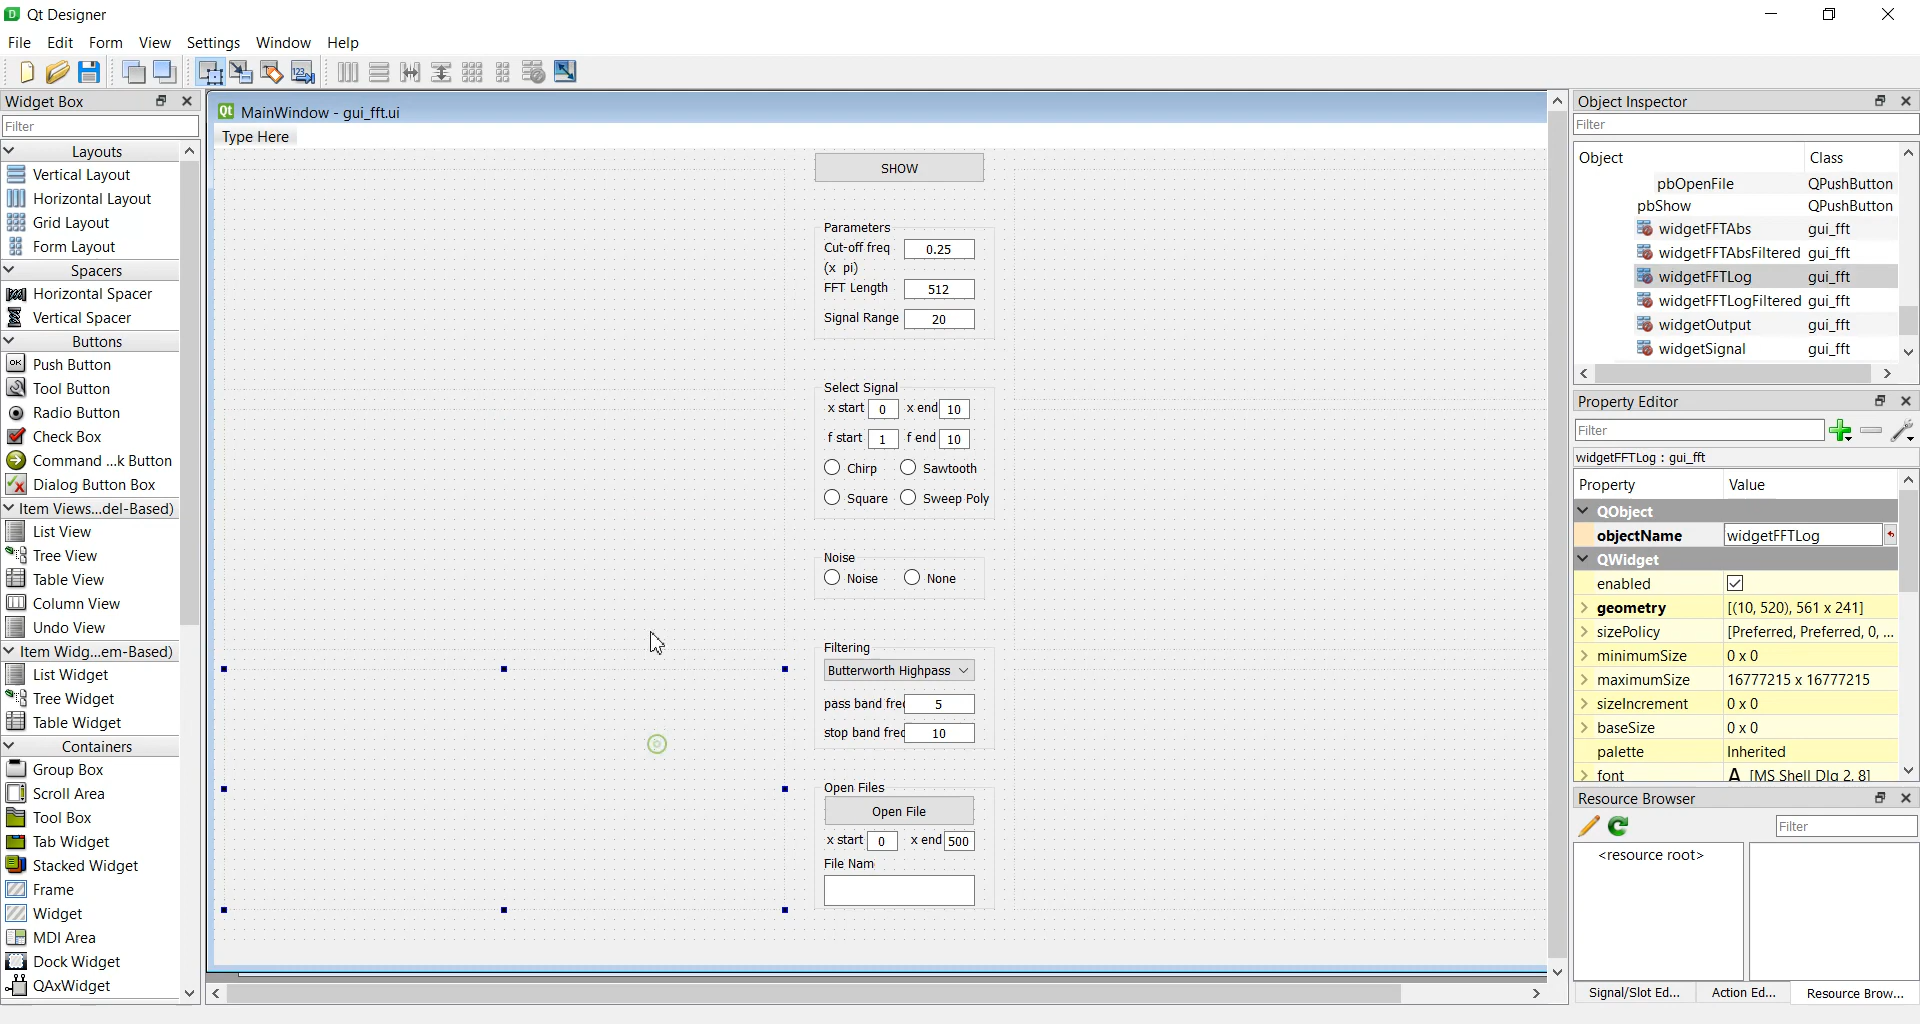 Qt Designer
File Edit Form View Settings Window Help
Widget Box
Filter
Layouts
Vertical Layout
Horizontal Layout
Grid Layout
Form Layout
Spacers
Horizontal Spacer
Vertical Spacer
Buttons
OK Push Button
Tool Button
Radio Button
Check Box
Command ...k Button
Dialog Button Box
Item Views...del-Based)
List View
Tree View
Table View
Column View
Undo View
Item Widg...em-Based)
List Widget
Tree Widget
Table Widget
Containers
Group Box
Scroll Area
Tool Box
Tab Widget
Stacked Widget
Frame
Widget
MDI Area
Dock Widget
QAxWidget
Qt MainWindow - gui_fft.ui
Type Here
SHOW
Parameters
Cut-off freq 0.25
(x pi)
FFT Length 512
Signal Range 20
Select Signal
x start 0 x end 10
f start 1 f end 10
Chirp Sawtooth
Square Sweep Poly
Noise
Noise None
Filtering
Butterworth Highpass
pass band fre 5
stop band fre 10
Open Files
Open File
x start 0 x end 500
File Nam
Object Inspector
Filter
Object Class
pbOpenFile QPushButton
pbShow QPushButton
widgetFFTAbs gui_fft
widgetFFTAbsFiltered gui_fft
widgetFFTLog gui_fft
widgetFFTLogFiltered gui_fft
widgetOutput gui_fft
widgetSignal gui_fft
Property Editor
Filter
widgetFFTLog : gui_fft
Property Value
QObject
objectName widgetFFTLog
QWidget
enabled
geometry [(10, 520), 561 x 241]
sizePolicy [Preferred, Preferred, 0, ...
minimumSize 0 x 0
maximumSize 16777215 x 16777215
sizeIncrement 0 x 0
baseSize 0 x 0
palette Inherited
font A [MS Shell Dlg 2, 8]
Resource Browser
Filter
<resource root>
Signal/Slot Ed... Action Ed... Resource Brow...